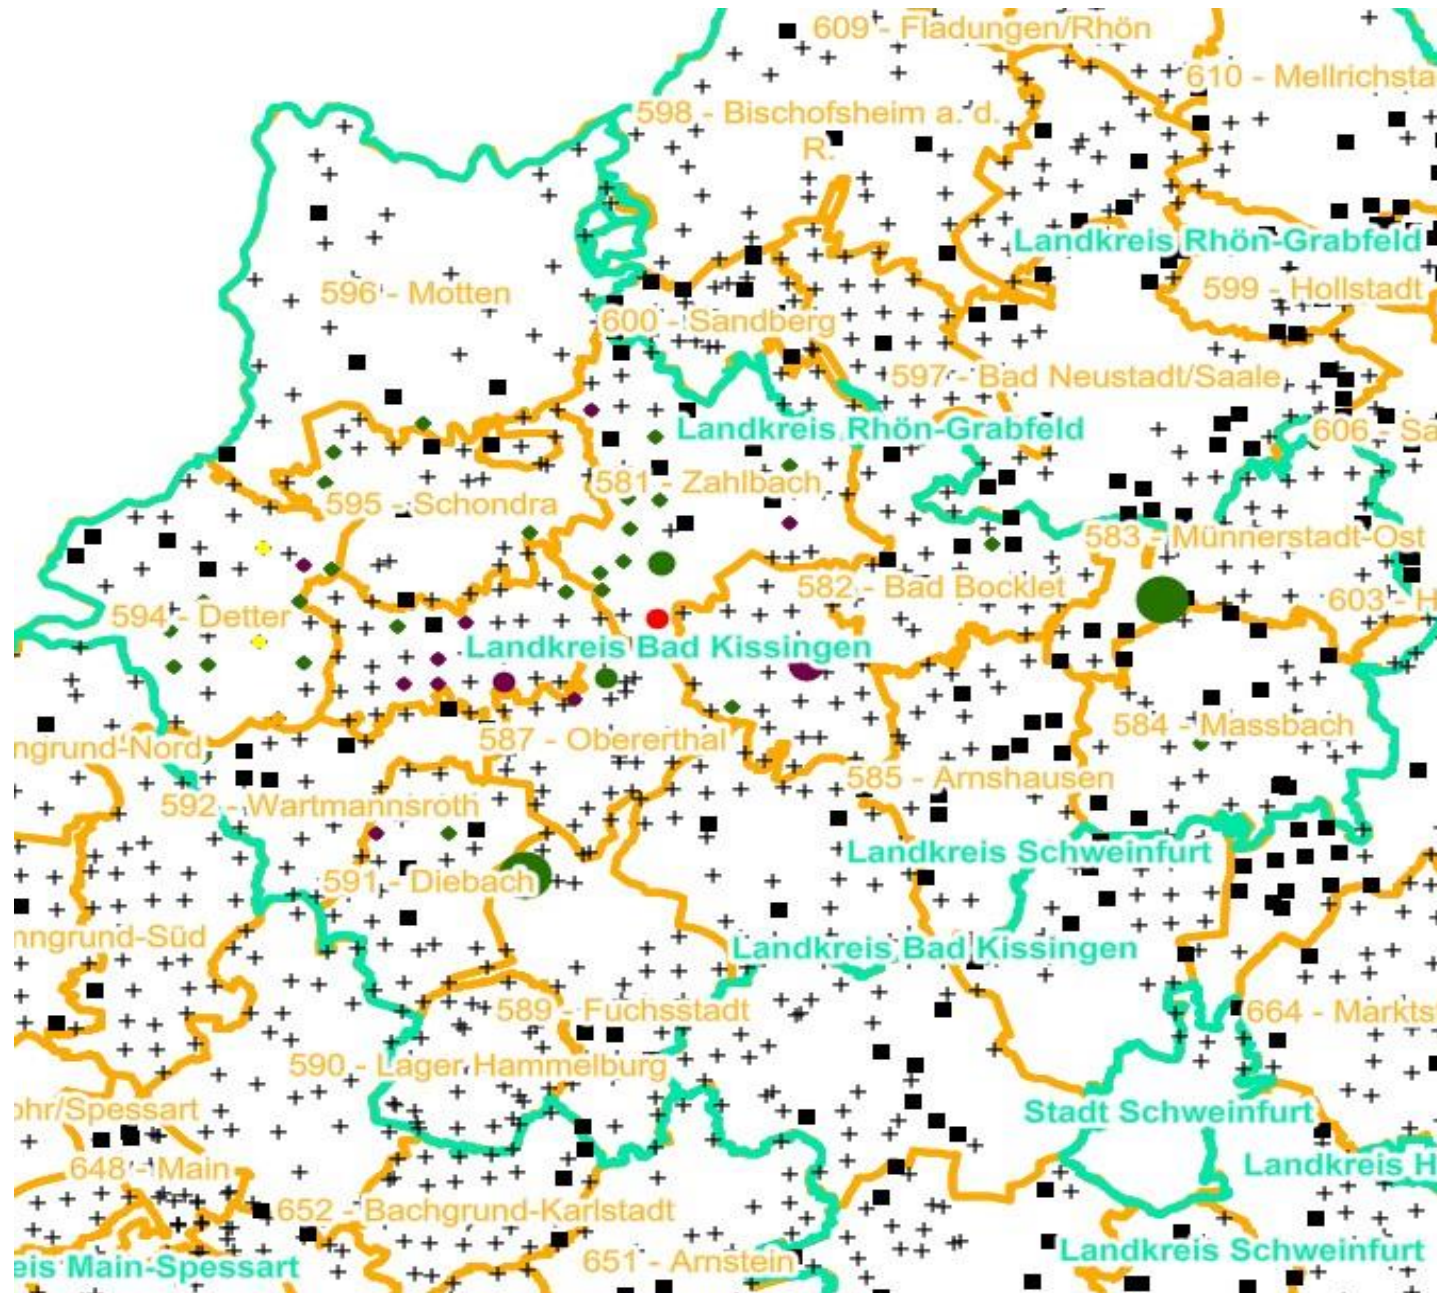 609 - Fladungen/Rhön
610 - Mellrichsta
598 - Bischofsheim a. d.
R.
Landkreis Rhön-Grabfeld
596 - Motten
599 - Hollstadt
600 - Sandberg
597 - Bad Neustadt/Saale
Landkreis Rhön-Grabfeld
606 - Sa
581 - Zahlbach
595 - Schondra
583 - Münnerstadt-Ost
582 - Bad Bocklet
603 - H
594 - Detter
Landkreis Bad Kissingen
584 - Massbach
587 - Obererthal
nngrund-Nord
585 - Arnshausen
592 - Wartmannsroth
Landkreis Schweinfurt
591 - Diebach
nngrund-Süd
Landkreis Bad Kissingen
589 - Fuchsstadt
664 - Markts
590 - Lager Hammelburg
ohr/Spessart
Stadt Schweinfurt
648 - Main
Landkreis H
652 - Bachgrund-Karlstadt
Landkreis Schweinfurt
651 - Arnstein
eis Main-Spessart